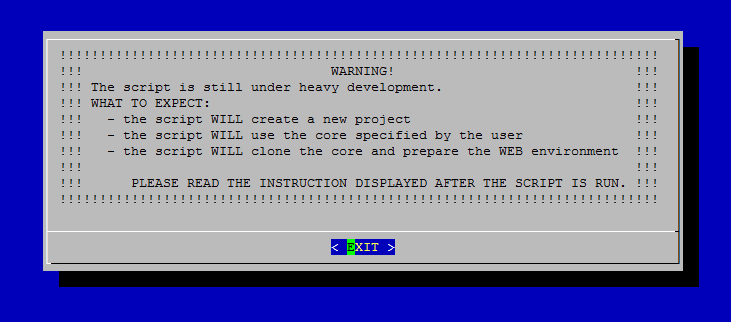 !!!!!!!!!!!!!!!!!!!!!!!!!!!!!!!!!!!!!!!!!!!!!!!!!!!!!!!!!!!!!!!!!!!!!!!!!!!
!!!                               WARNING!                              !!!
!!! The script is still under heavy development.                        !!!
!!! WHAT TO EXPECT:                                                     !!!
!!!   - the script WILL create a new project                            !!!
!!!   - the script WILL use the core specified by the user              !!!
!!!   - the script WILL clone the core and prepare the WEB environment  !!!
!!!                                                                     !!!
!!!      PLEASE READ THE INSTRUCTION DISPLAYED AFTER THE SCRIPT IS RUN. !!!
!!!!!!!!!!!!!!!!!!!!!!!!!!!!!!!!!!!!!!!!!!!!!!!!!!!!!!!!!!!!!!!!!!!!!!!!!!!
< EXIT >